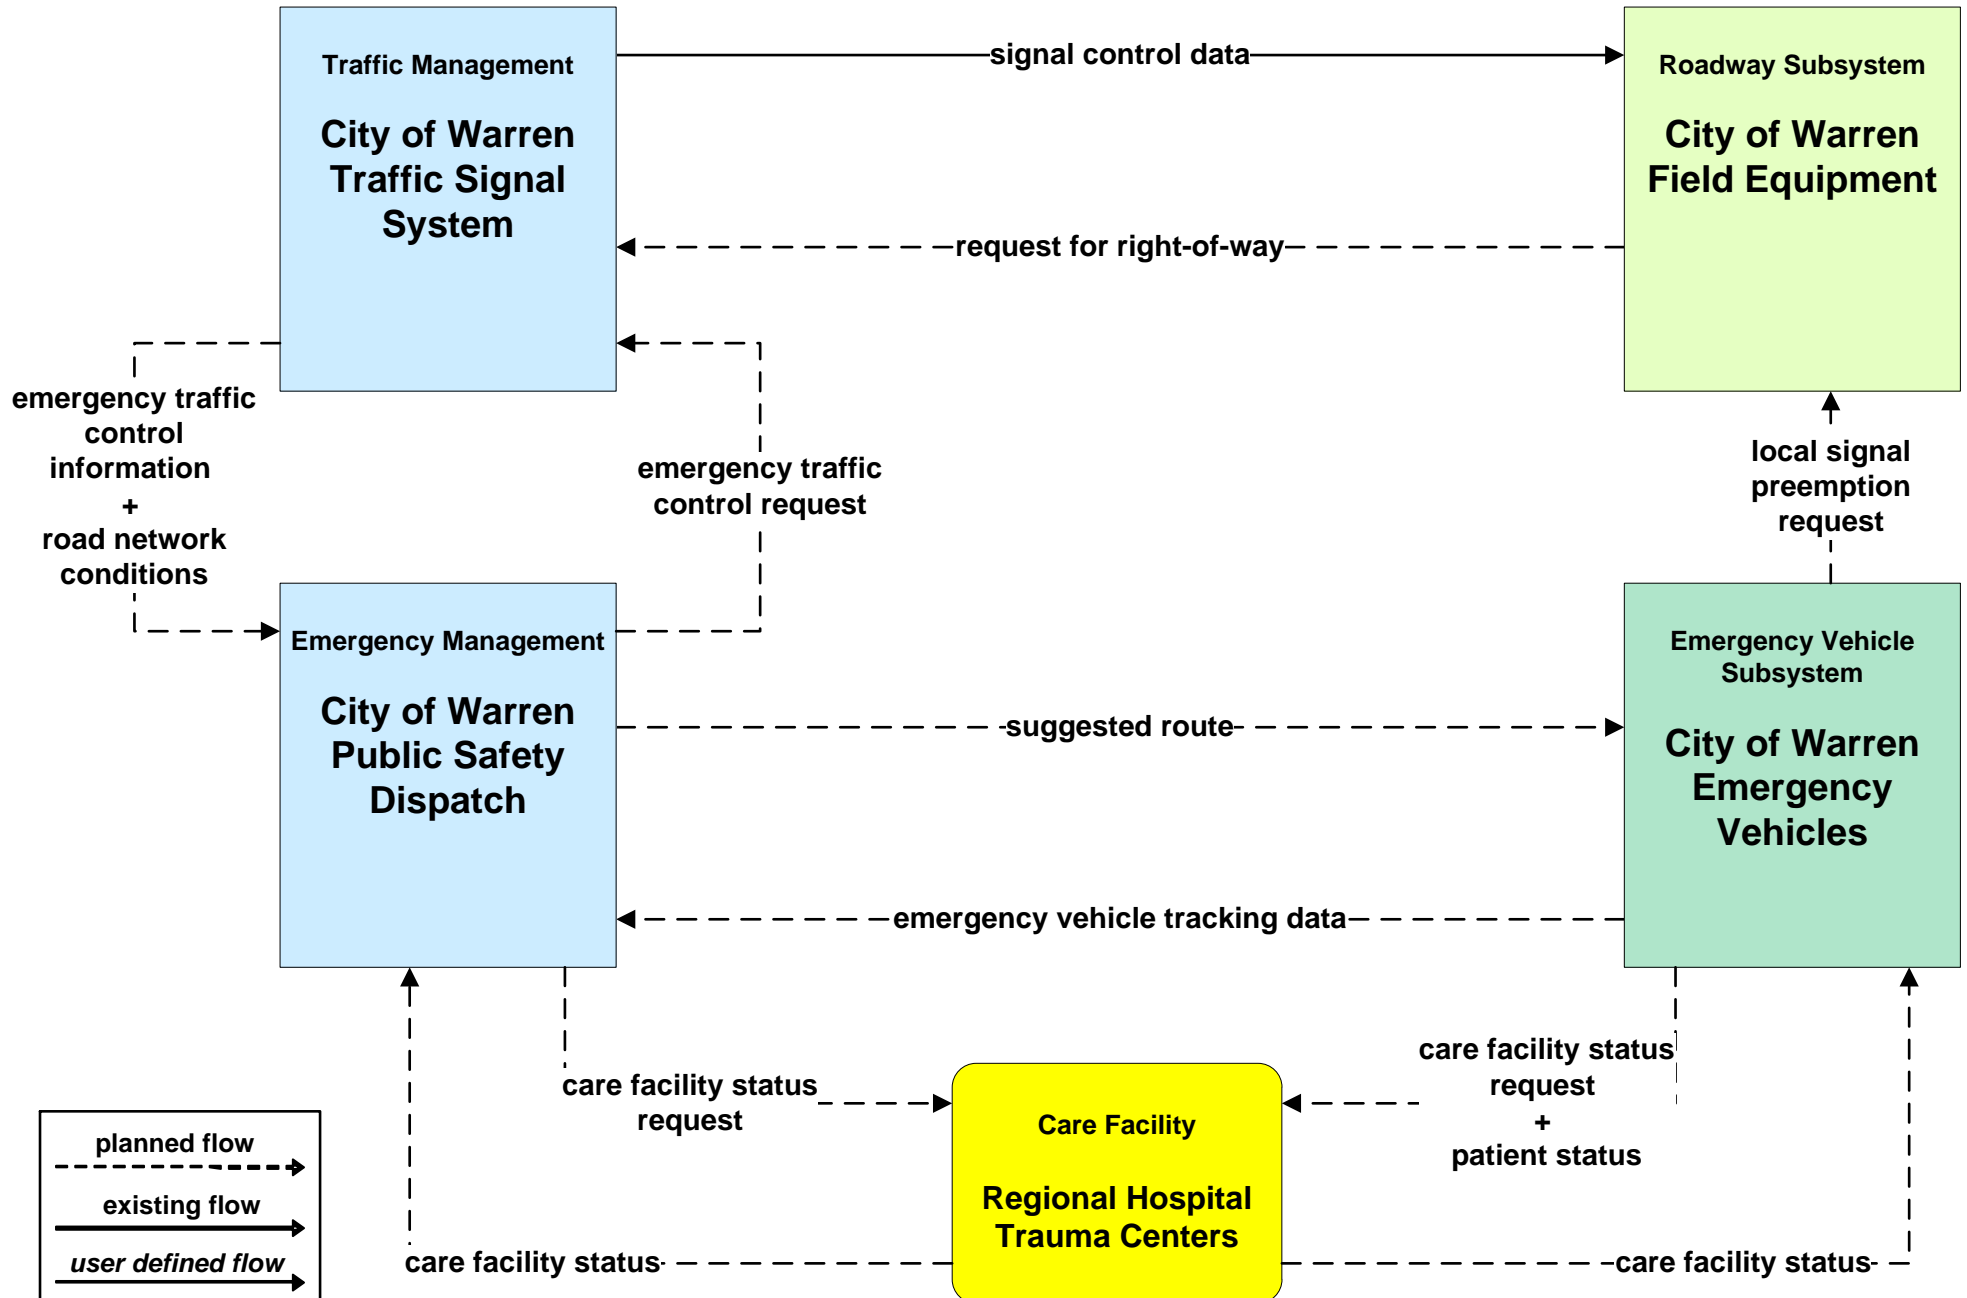 Traffic Management
City of Warren
Traffic Signal
System
signal control data
Roadway Subsystem
City of Warren
Field Equipment
request for right-of-way
emergency traffic
control
information
+
road network
conditions
emergency traffic
control request
local signal
preemption
request
Emergency Management
City of Warren
Public Safety
Dispatch
suggested route
Emergency Vehicle
Subsystem
City of Warren
Emergency
Vehicles
emergency vehicle tracking data
care facility status
request
care facility status
request
+
patient status
Care Facility
Regional Hospital
Trauma Centers
care facility status
care facility status
planned flow
existing flow
user defined flow